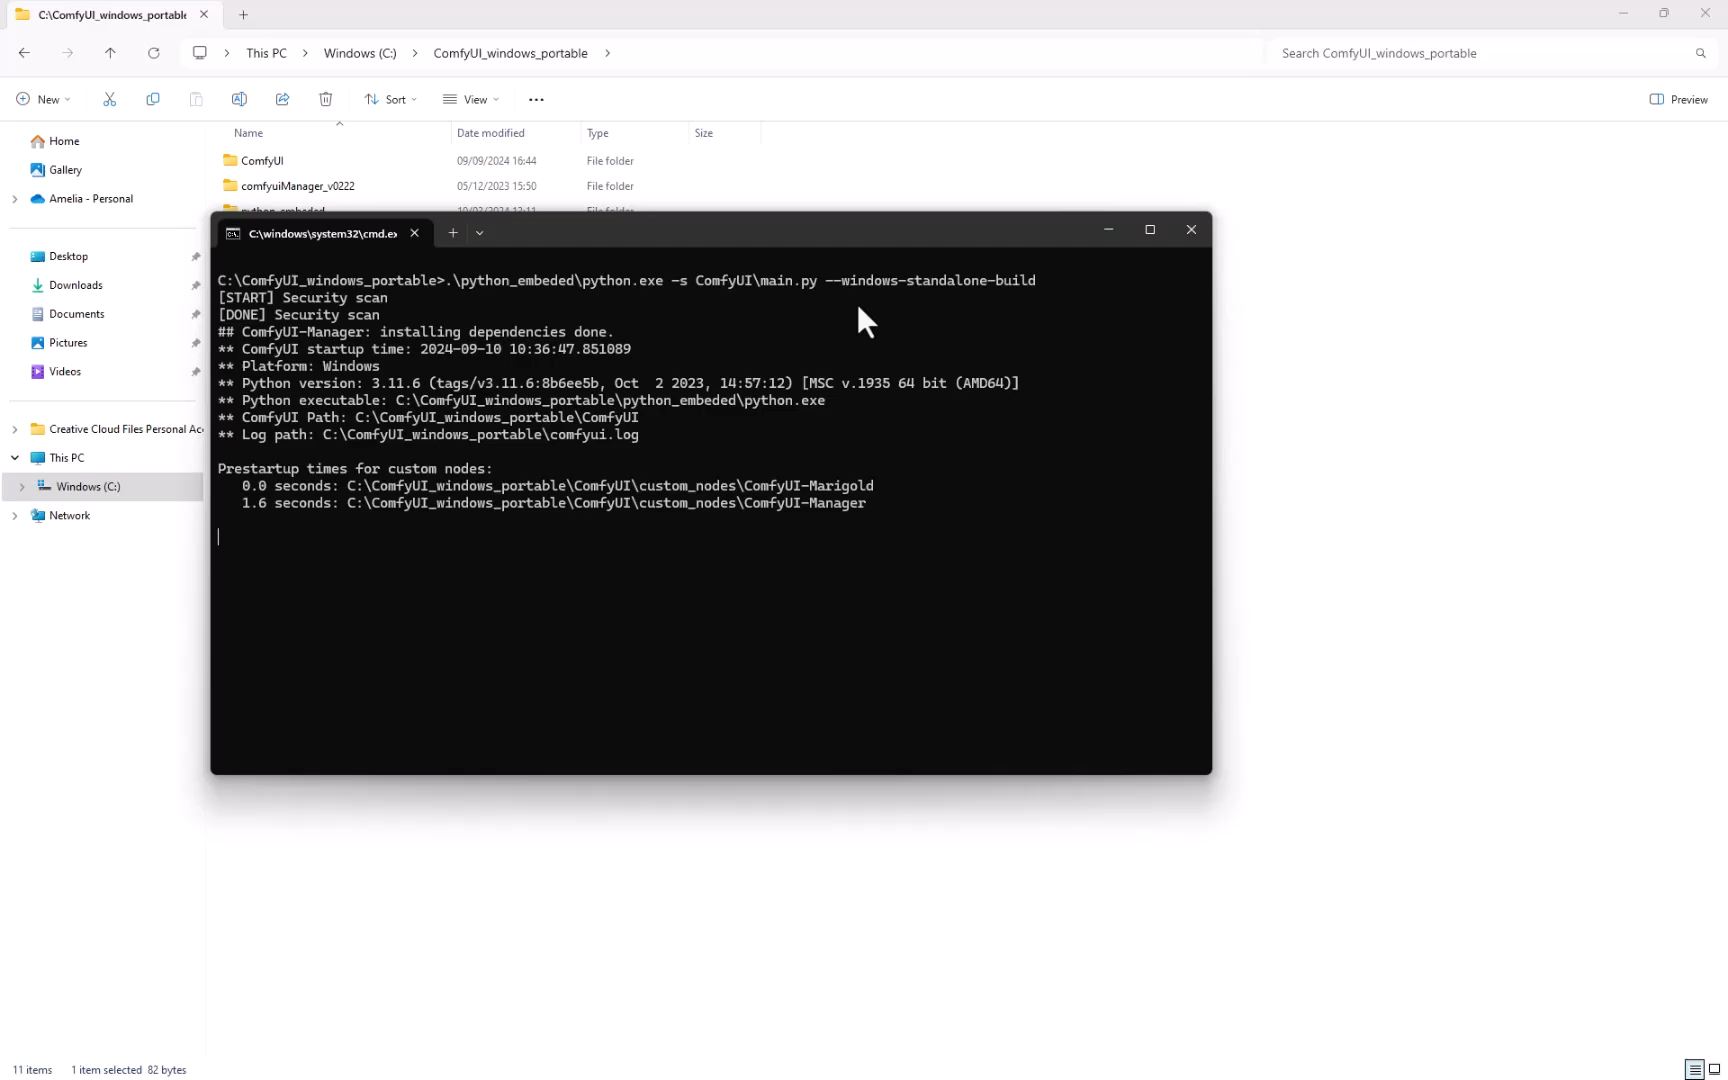 C:\ComfyUI_windows_portable
This PC
Windows (C:)
ComfyUI_windows_portable
Search ComfyUI_windows_portable
New
Sort
View
Preview
Name
Date modified
Type
Size
Home
Gallery
Amelia - Personal
Desktop
Downloads
Documents
Pictures
Videos
Creative Cloud Files Personal Acc
This PC
Windows (C:)
Network
ComfyUI 09/09/2024 16:44 File folder
comfyuiManager_v0222 05/12/2023 15:50 File folder
C:\windows\system32\cmd.ex
C:\ComfyUI_windows_portable>.\python_embeded\python.exe -s ComfyUI\main.py --windows-standalone-build
[START] Security scan
[DONE] Security scan
## ComfyUI-Manager: installing dependencies done.
** ComfyUI startup time: 2024-09-10 10:36:47.851089
** Platform: Windows
** Python version: 3.11.6 (tags/v3.11.6:8b6ee5b, Oct  2 2023, 14:57:12) [MSC v.1935 64 bit (AMD64)]
** Python executable: C:\ComfyUI_windows_portable\python_embeded\python.exe
** ComfyUI Path: C:\ComfyUI_windows_portable\ComfyUI
** Log path: C:\ComfyUI_windows_portable\comfyui.log
Prestartup times for custom nodes:
0.0 seconds: C:\ComfyUI_windows_portable\ComfyUI\custom_nodes\ComfyUI-Marigold
1.6 seconds: C:\ComfyUI_windows_portable\ComfyUI\custom_nodes\ComfyUI-Manager
11 items
1 item selected 82 bytes